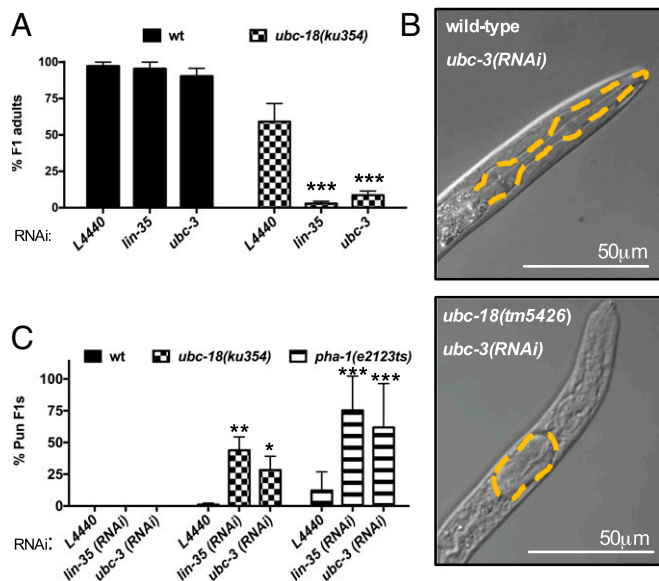 A
wt
ubc-18(ku354)
% F1 adults
100
75
50
25
0
***
***
RNAi:
L4440
lin-35
ubc-3
L4440
lin-35
ubc-3
B
wild-type
ubc-3(RNAi)
50μm
ubc-18(tm5426)
ubc-3(RNAi)
50μm
C
wt
ubc-18(ku354)
pha-1(e2123ts)
% Pun F1s
100
75
50
25
0
**
*
***
***
RNAi:
L4440
lin-35 (RNAi)
ubc-3 (RNAi)
L4440
lin-35 (RNAi)
ubc-3 (RNAi)
L4440
lin-35 (RNAi)
ubc-3 (RNAi)